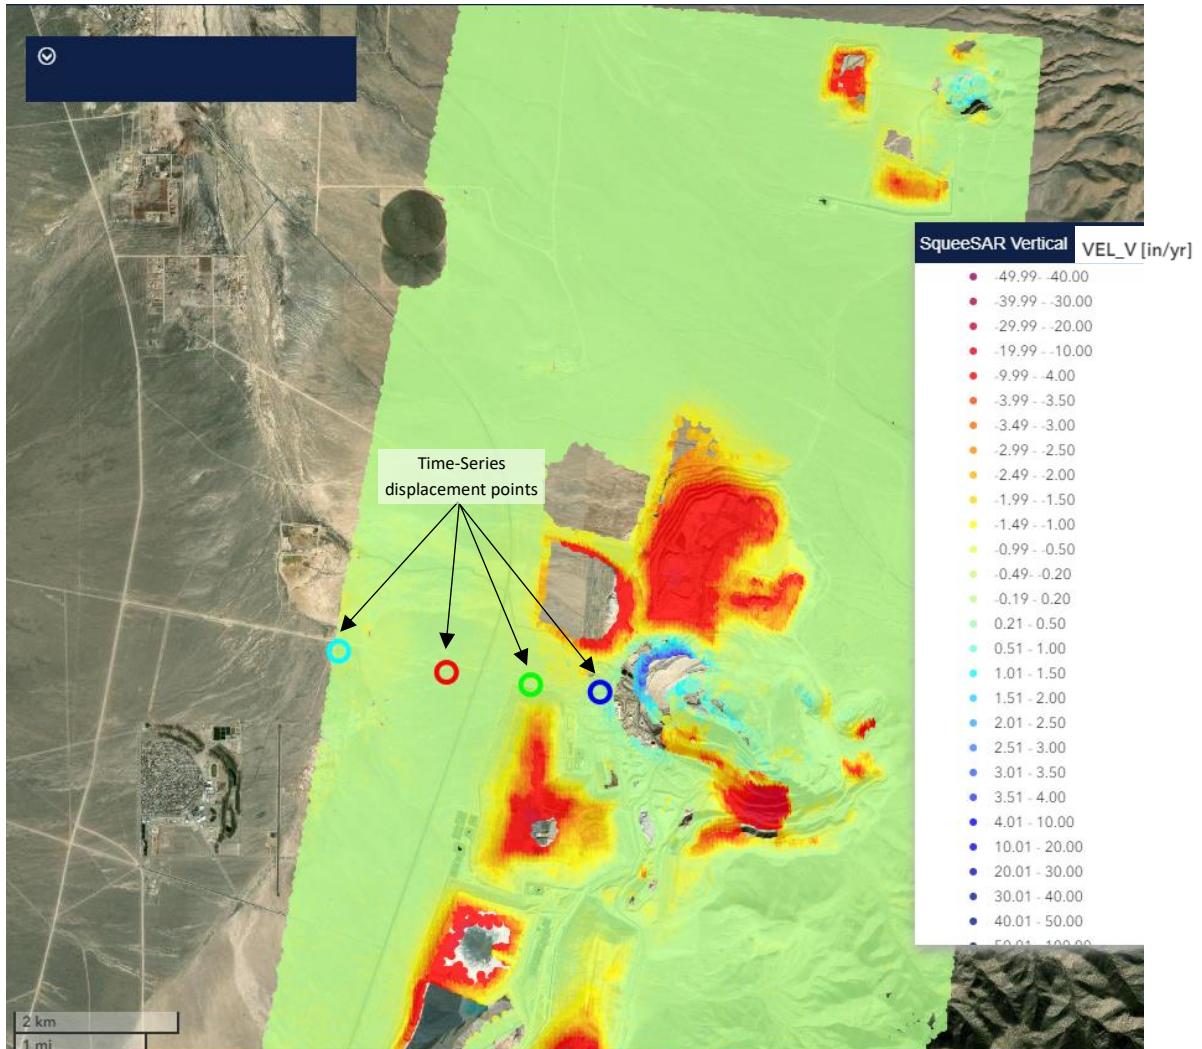 Time-Series
displacement points
SqueeSAR Vertical VEL_V [in/yr]
-49.99- -40.00
-39.99 - -30.00
-29.99 - -20.00
-19.99 - -10.00
-9.99 - -4.00
-3.99 - -3.50
-3.49 - -3.00
-2.99 - -2.50
-2.49 - -2.00
-1.99 - -1.50
-1.49 - -1.00
-0.99 - -0.50
-0.49- -0.20
-0.19 - 0.20
0.21 - 0.50
0.51 - 1.00
1.01 - 1.50
1.51 - 2.00
2.01 - 2.50
2.51 - 3.00
3.01 - 3.50
3.51 - 4.00
4.01 - 10.00
10.01 - 20.00
20.01 - 30.00
30.01 - 40.00
40.01 - 50.00
50.01 - 100.00
2 km
1 mi